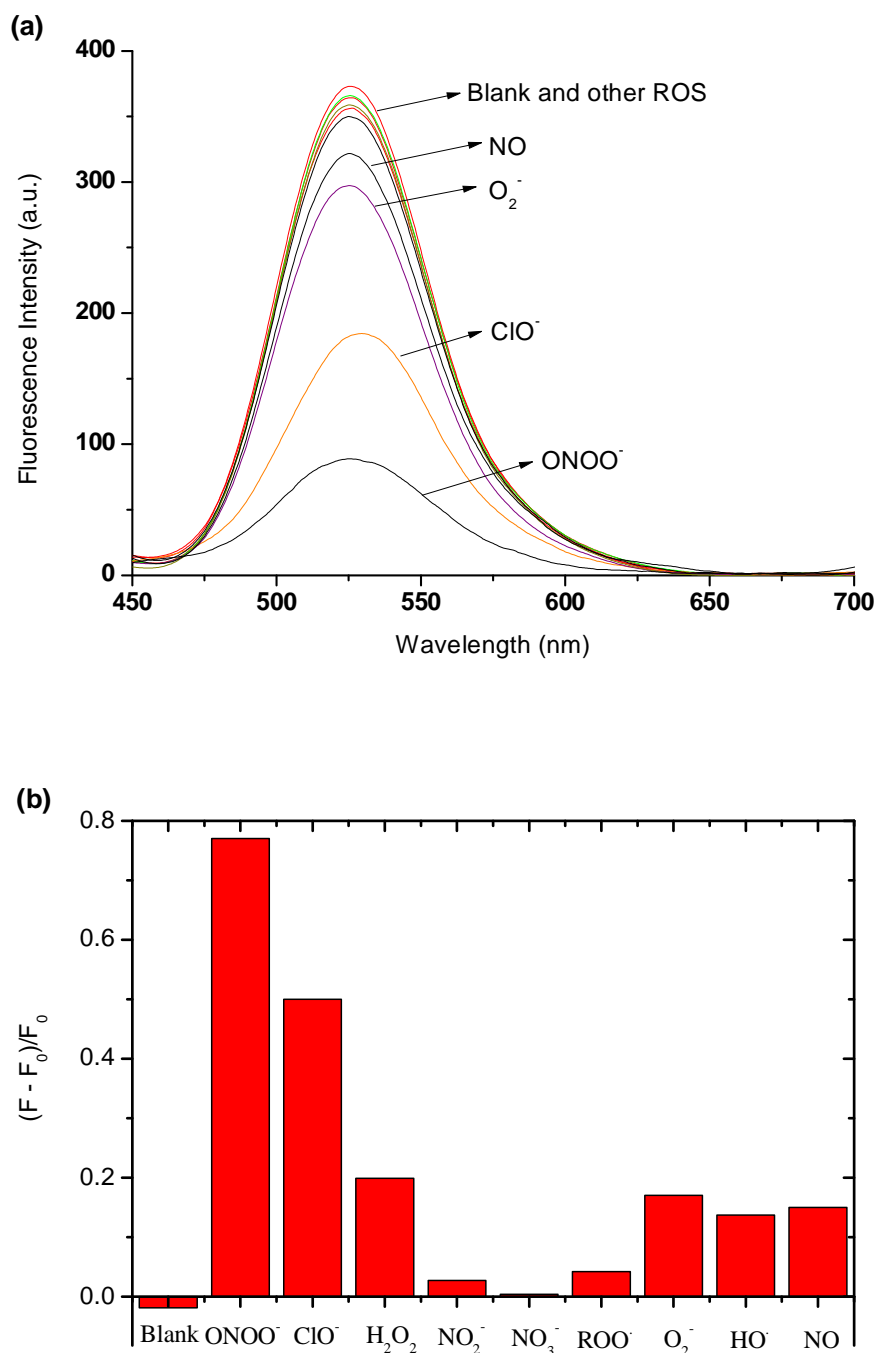 (a)
400
300
200
100
0
Fluorescence Intensity (a.u.)
Blank and other ROS
NO
O₂⁻
ClO⁻
ONOO⁻
450 500 550 600 650 700
Wavelength (nm)
(b)
0.8
0.6
0.4
0.2
0.0
(F - F₀)/F₀
Blank ONOO⁻ ClO⁻ H₂O₂ NO₂⁻ NO₃⁻ ROO· O₂⁻ HO· NO